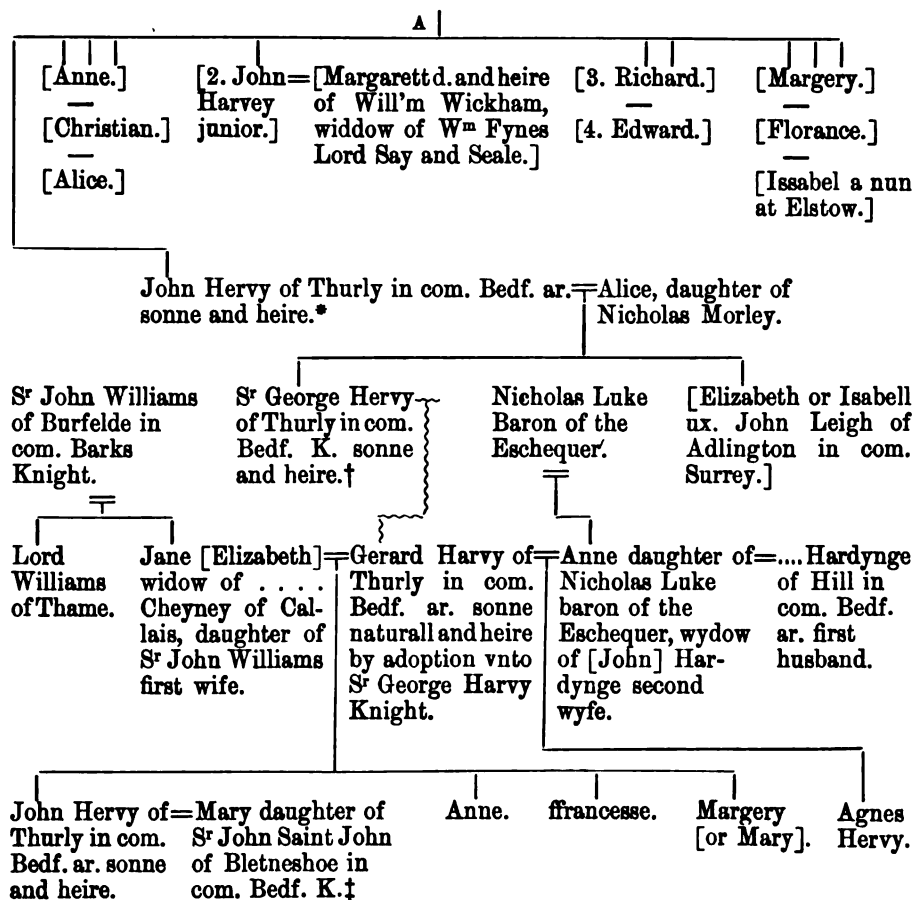 A
[Anne.]
[Christian.]
[Alice.]
[2. John=
Harvey
junior.]
[Margarett d. and heire
of Will'm Wickham,
widdow of Wᵐ Fynes
Lord Say and Seale.]
[3. Richard.]
[4. Edward.]
[Margery.]
[Florance.]
[Issabel a nun
at Elstow.]
John Hervy of Thurly in com. Bedf. ar.=
sonne and heire.*
Alice, daughter of
Nicholas Morley.
Sʳ John Williams
of Burfelde in
com. Barks
Knight.
Sʳ George Hervy
of Thurly in com.
Bedf. K. sonne
and heire.†
Nicholas Luke
Baron of the
Eschequer.
[Elizabeth or Isabell
ux. John Leigh of
Adlington in com.
Surrey.]
Lord
Williams
of Thame.
Jane [Elizabeth]=
widow of . . . .
Cheyney of Cal-
lais, daughter of
Sʳ John Williams
first wife.
Gerard Harvy of=
Thurly in com.
Bedf. ar. sonne
naturall and heire
by adoption vnto
Sʳ George Harvy
Knight.
Anne daughter of=
Nicholas Luke
baron of the
Eschequer, wydow
of [John] Har-
dynge second
wyfe.
....Hardynge
of Hill in
com. Bedf.
ar. first
husband.
John Hervy of=
Thurly in com.
Bedf. ar. sonne
and heire.
Mary daughter of
Sʳ John Saint John
of Bletneshoe in
com. Bedf. K.‡
Anne.
ffrancesse.
Margery
[or Mary].
Agnes
Hervy.